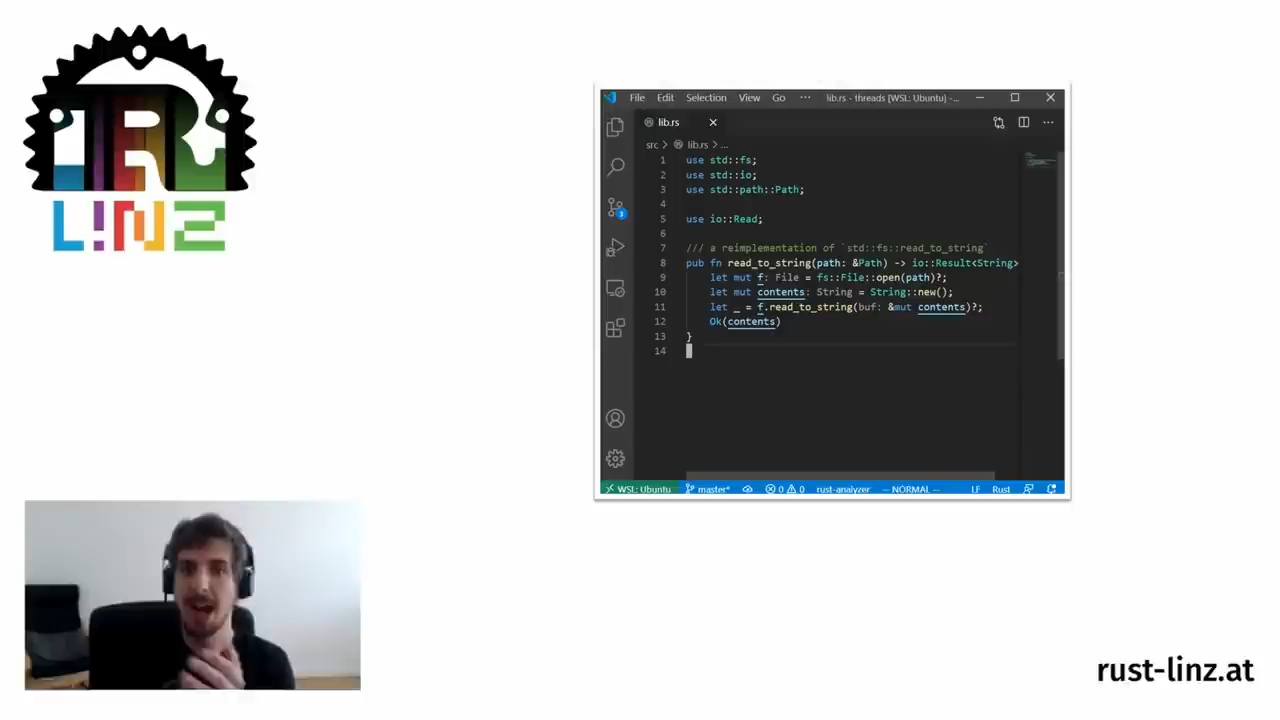 R
L!NZ
File Edit Selection View Go ··· lib.rs - threads [WSL: Ubuntu] -...
lib.rs
src > lib.rs > ...
1 use std::fs;
2 use std::io;
3 use std::path::Path;
4
5 use io::Read;
6
7 /// a reimplementation of `std::fs::read_to_string`
8 pub fn read_to_string(path: &Path) -> io::Result<String>
9 let mut f: File = fs::File::open(path)?;
10 let mut contents: String = String::new();
11 let _ = f.read_to_string(buf: &mut contents)?;
12 Ok(contents)
13 }
14
3
WSL: Ubuntu master* 0 0 rust-analyzer -- NORMAL -- LF Rust
rust-linz.at